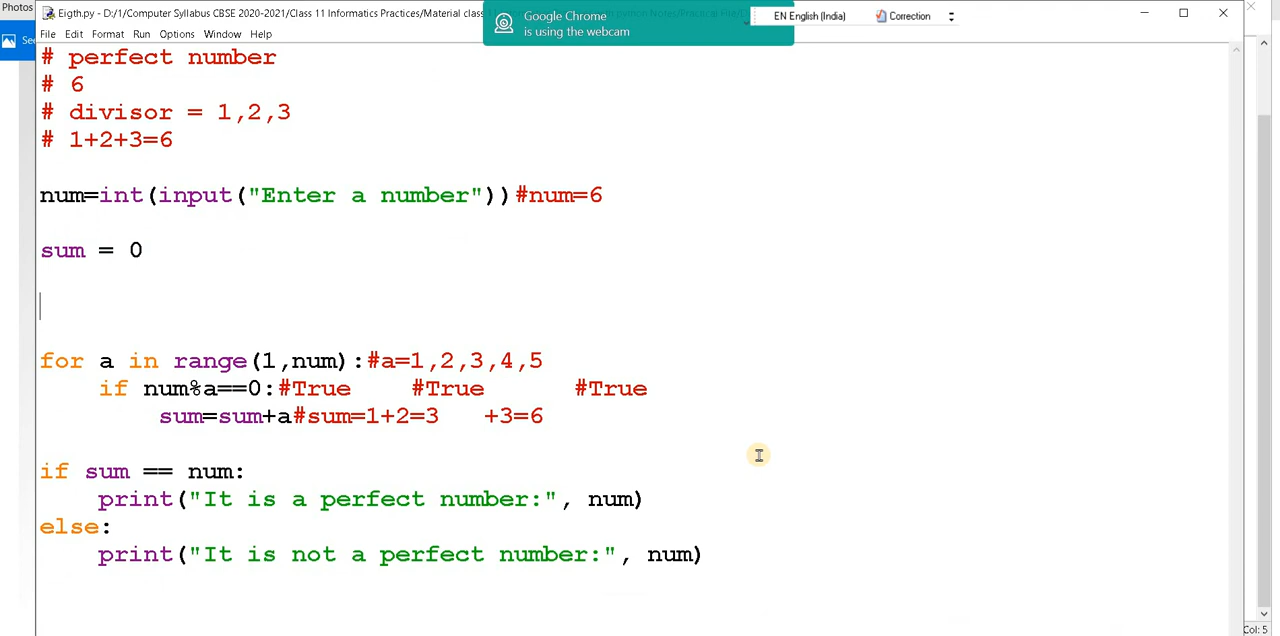 Photos
Eigth.py - D:/1/Computer Syllabus CBSE 2020-2021/Class 11 Informatics Practices/Material class
Google Chrome
is using the webcam
EN English (India)
Correction
Se
File Edit Format Run Options Window Help
# perfect number
# 6
# divisor = 1,2,3
# 1+2+3=6
num=int(input("Enter a number"))#num=6
sum = 0
for a in range(1,num):#a=1,2,3,4,5
if num%a==0:#True #True #True
sum=sum+a#sum=1+2=3 +3=6
if sum == num:
print("It is a perfect number:", num)
else:
print("It is not a perfect number:", num)
Col: 5